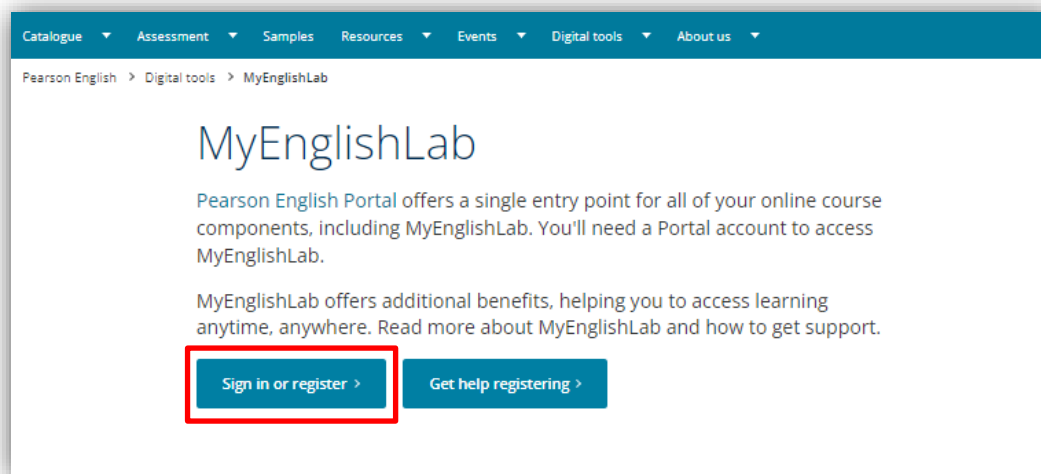 Catalogue Assessment Samples Resources Events Digital tools About us
Pearson English > Digital tools > MyEnglishLab
MyEnglishLab
Pearson English Portal offers a single entry point for all of your online course
components, including MyEnglishLab. You'll need a Portal account to access
MyEnglishLab.
MyEnglishLab offers additional benefits, helping you to access learning
anytime, anywhere. Read more about MyEnglishLab and how to get support.
Sign in or register > Get help registering >